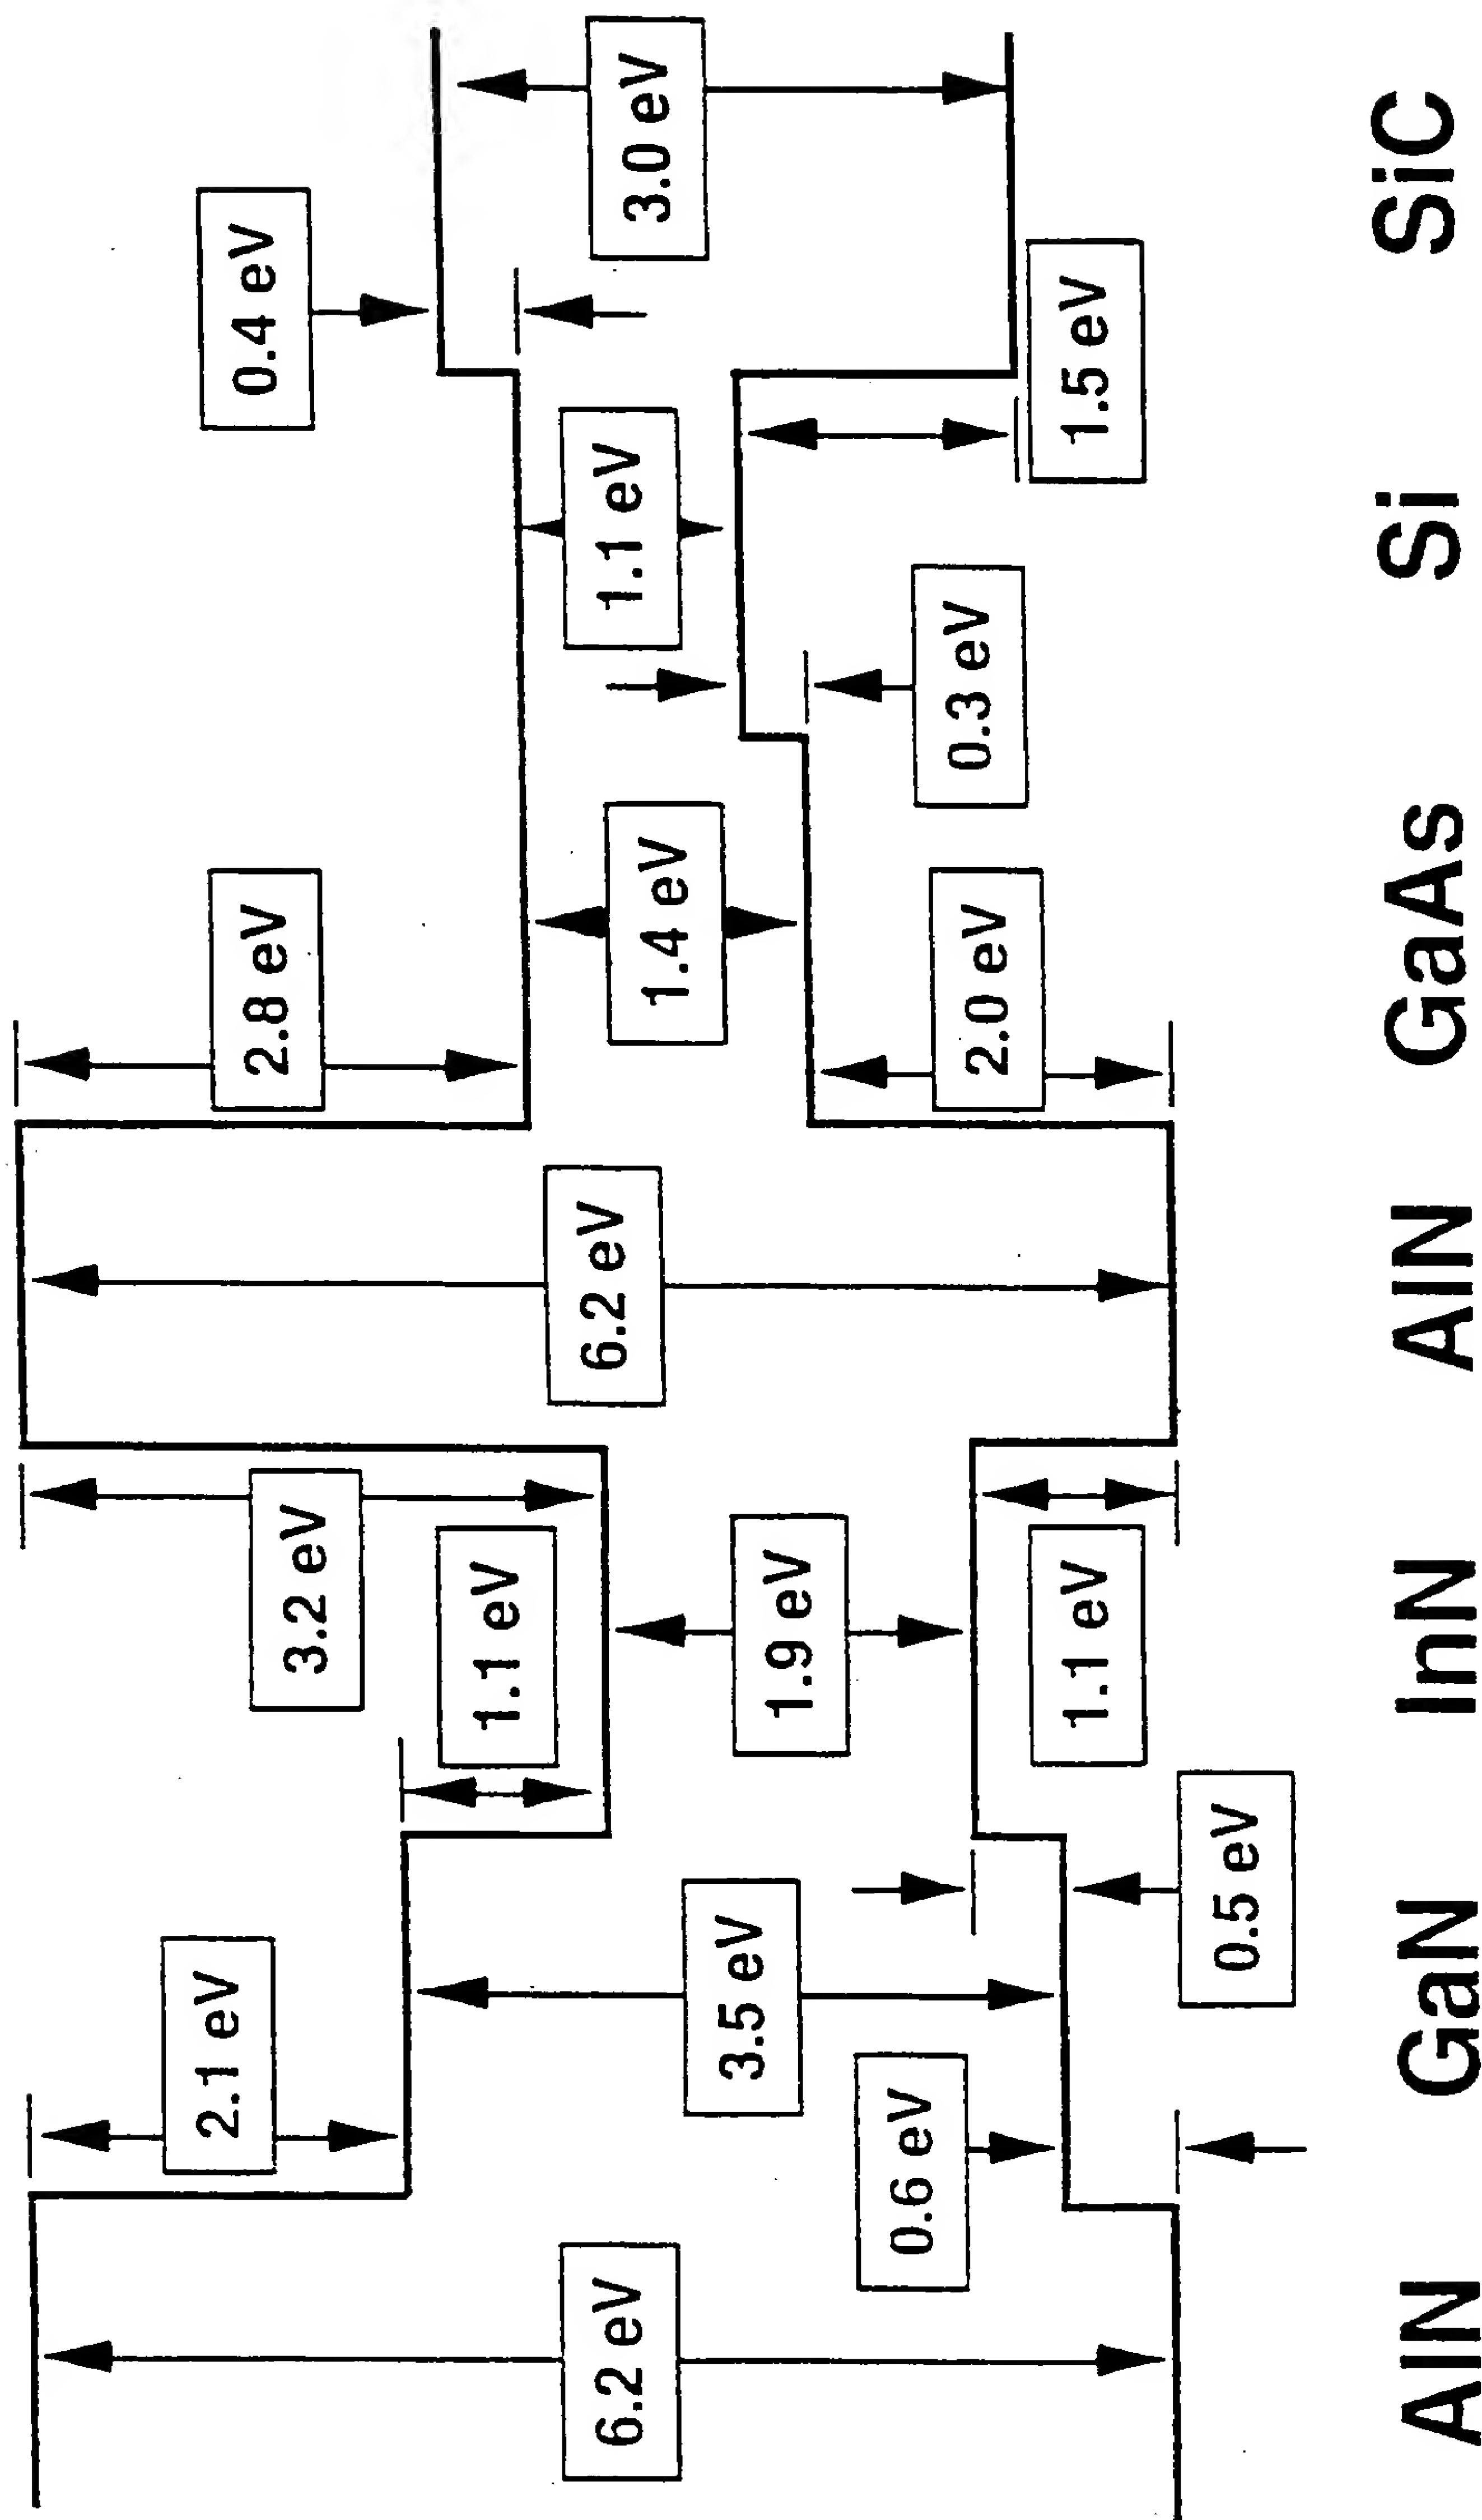 6.2 eV
2.1 eV
0.6 eV
3.5 eV
0.5 eV
1.1 eV
3.2 eV
1.9 eV
1.1 eV
6.2 eV
2.8 eV
1.4 eV
2.0 eV
0.3 eV
1.1 eV
1.5 eV
0.4 eV
3.0 eV
AlN GaN InN AlN GaAs Si SiC